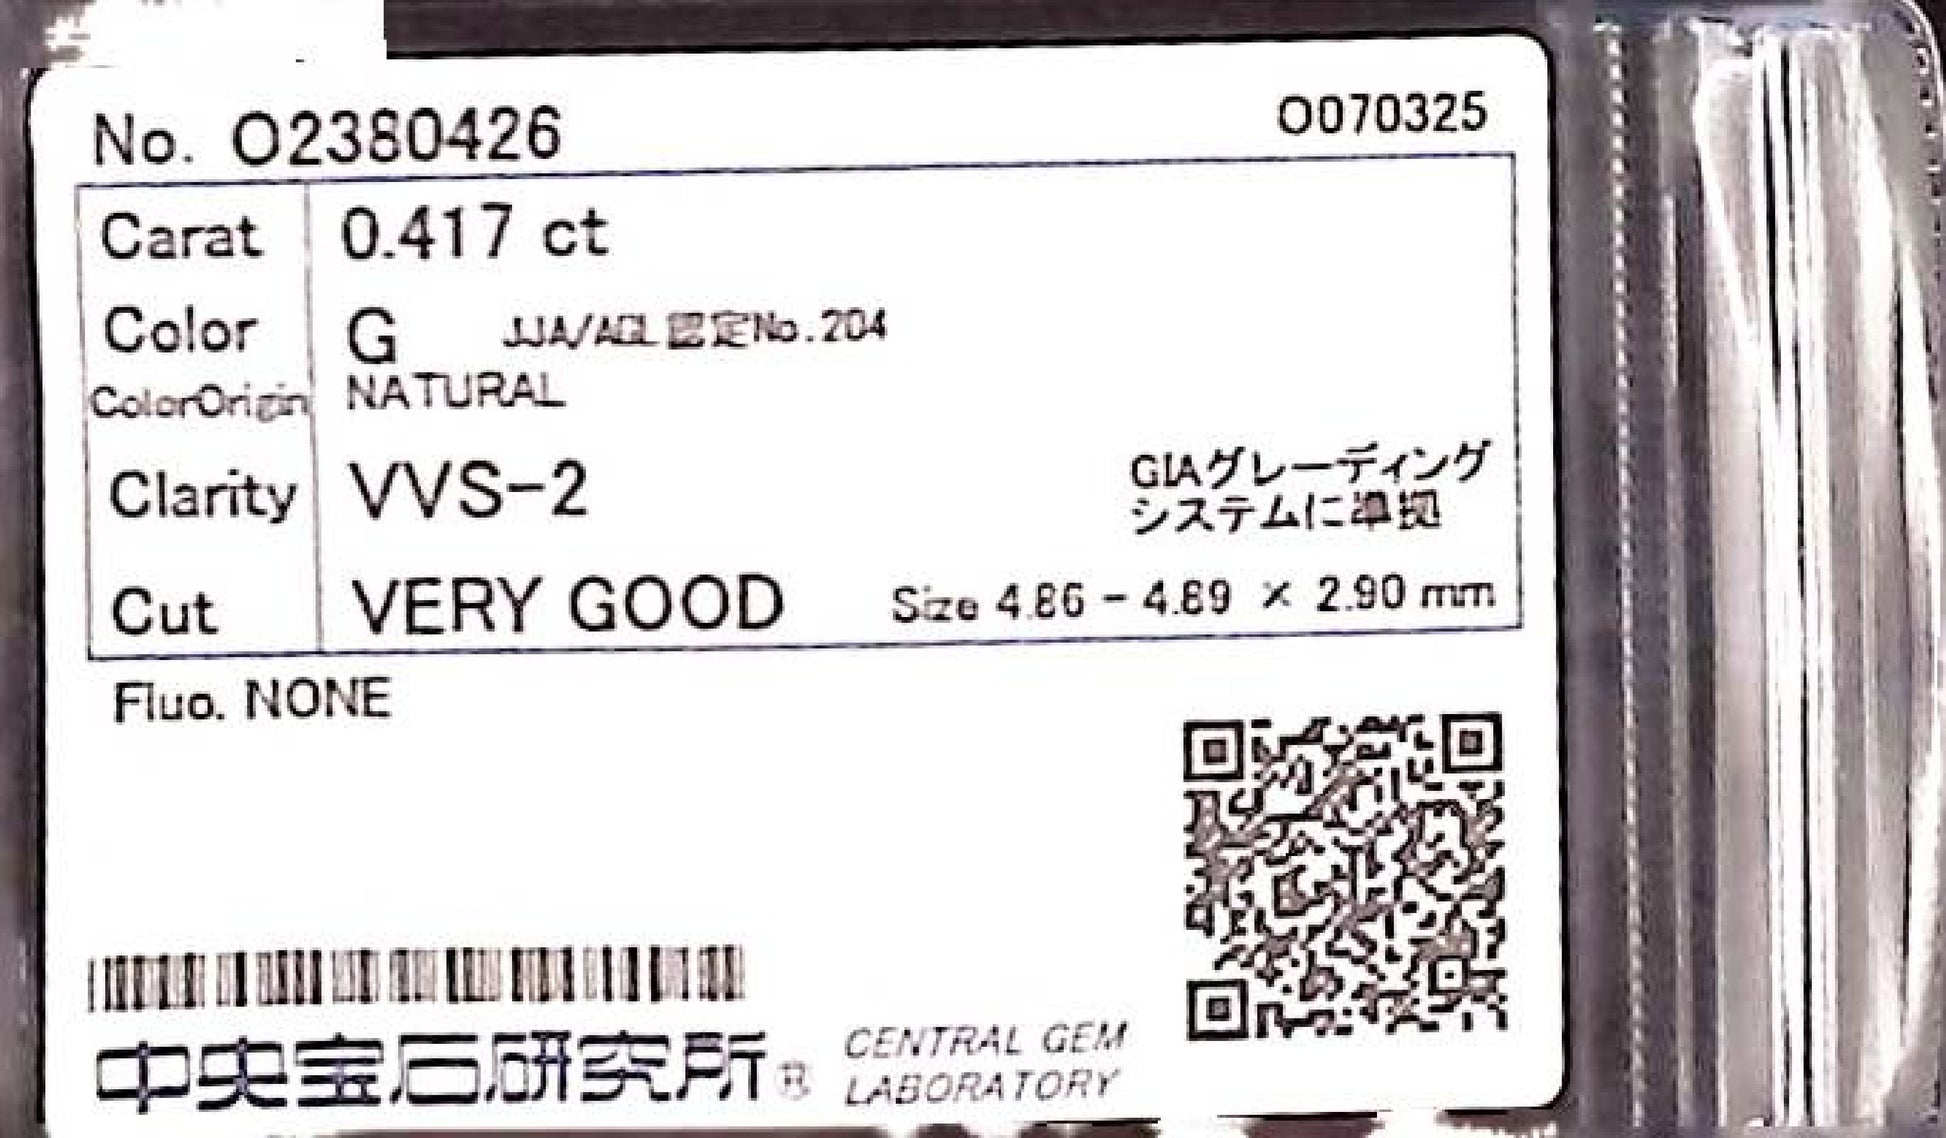 No. O2380426
O070325
Carat 0.417 ct
Color G JJA/AGL認定No.204
ColorOrigin NATURAL
Clarity VVS-2
GIAグレーディング
システムに準拠
Cut VERY GOOD Size 4.86 - 4.89 × 2.90 mm
Fluo. NONE
中央宝石研究所®
CENTRAL GEM
LABORATORY